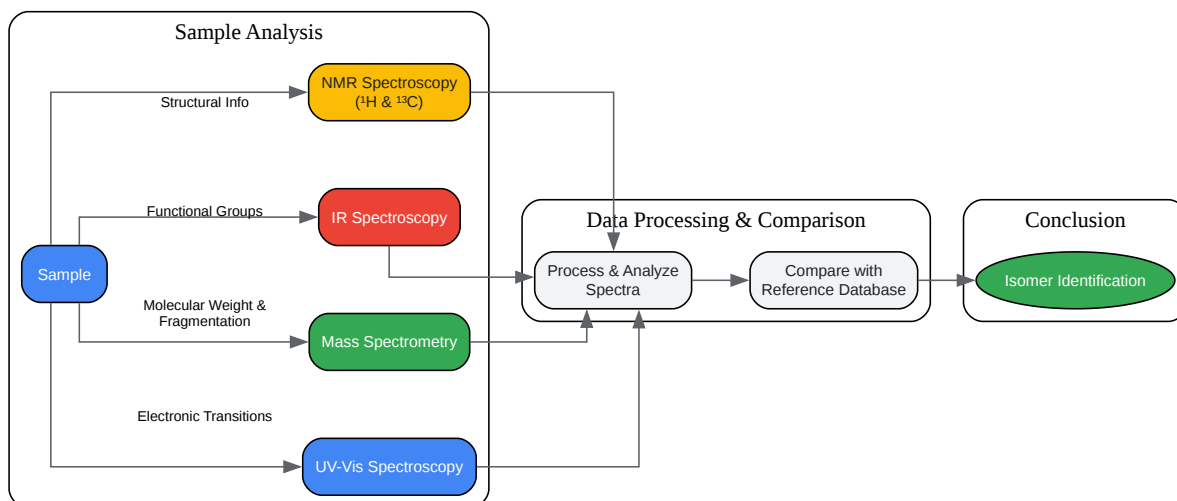 Sample Analysis
NMR Spectroscopy
(¹H & ¹³C)
Structural Info
Functional Groups
IR Spectroscopy
Sample
Molecular Weight &
Fragmentation
Mass Spectrometry
Electronic Transitions
UV-Vis Spectroscopy
Data Processing & Comparison
Process & Analyze
Spectra
Compare with
Reference Database
Conclusion
Isomer Identification